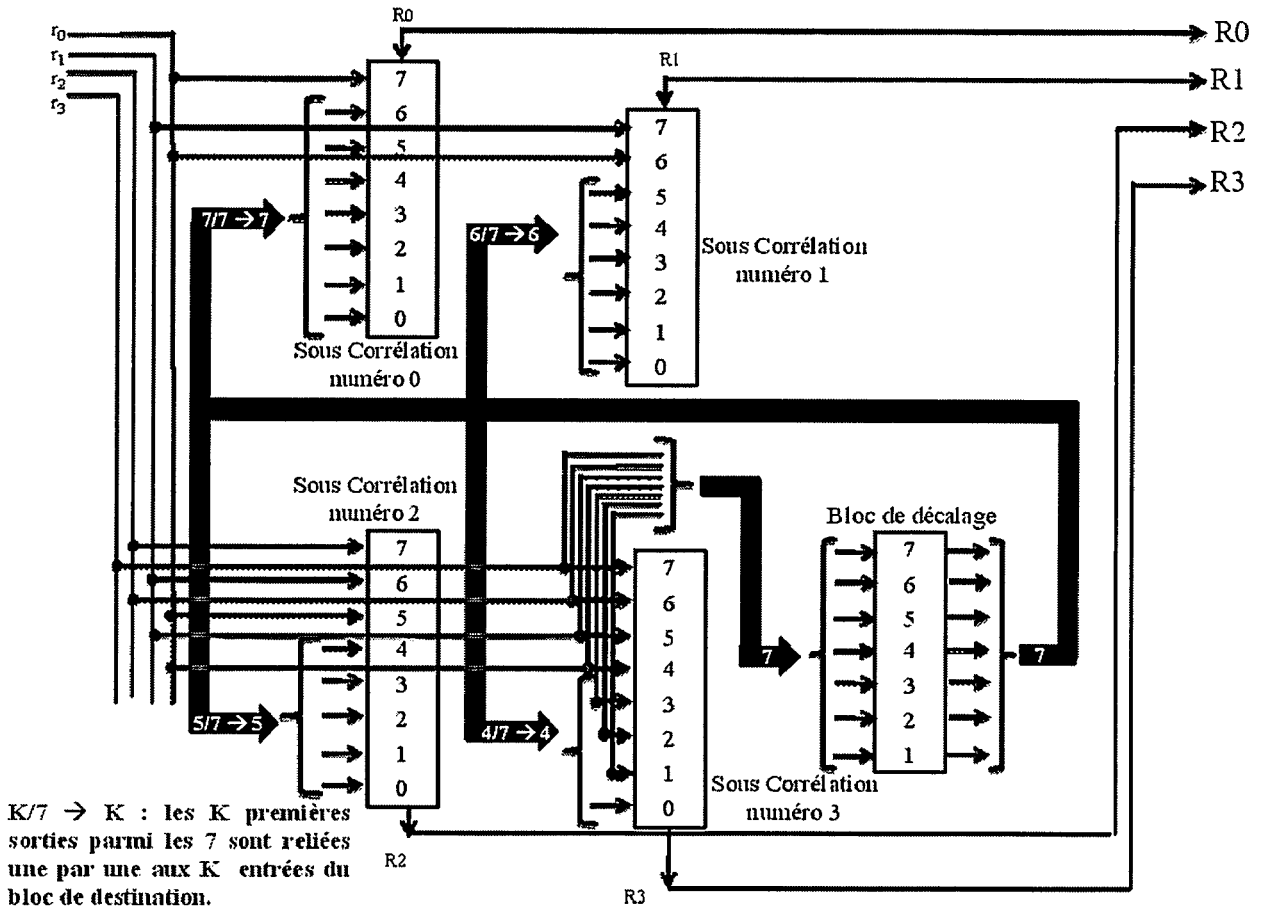 r0
r1
r2
r3
R0
R0
R1
R1
R2
R3
7
6
5
4
3
2
1
0
7
6
5
4
3
2
1
0
7/7 → 7
6/7 → 6
Sous Corrélation
numéro 0
Sous Corrélation
numéro 1
Sous Corrélation
numéro 2
7
6
5
4
3
2
1
0
5/7 → 5
4/7 → 4
7
6
5
4
3
2
1
0
Sous Corrélation
numéro 3
7
Bloc de décalage
7
6
5
4
3
2
1
7
R2
R3
K/7 → K : les K premières
sorties parmi les 7 sont reliées
une par une aux K entrées du
bloc de destination.